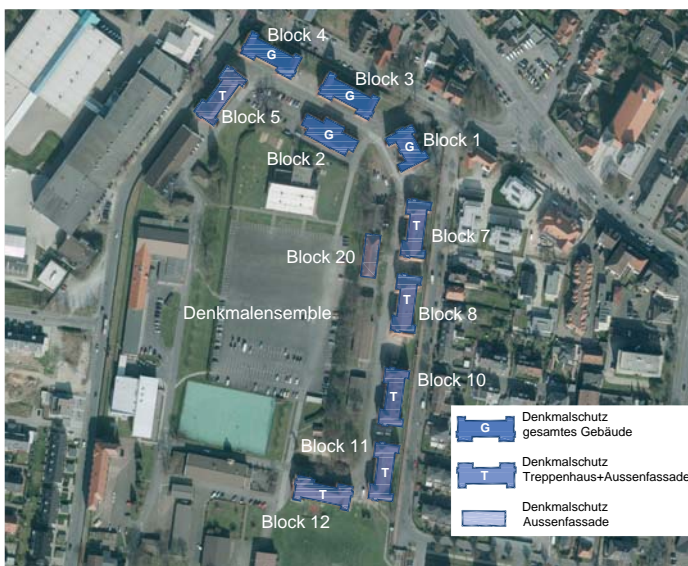 Block 4
G
Block 3
G
T
Block 5
G
Block 1
G
Block 2
T
Block 7
Block 20
T
Denkmalensemble
Block 8
Block 10
T
G
Denkmalschutz
gesamtes Gebäude
Block 11
T
T
Denkmalschutz
Treppenhaus+Aussenfassade
T
Block 12
Denkmalschutz
Aussenfassade